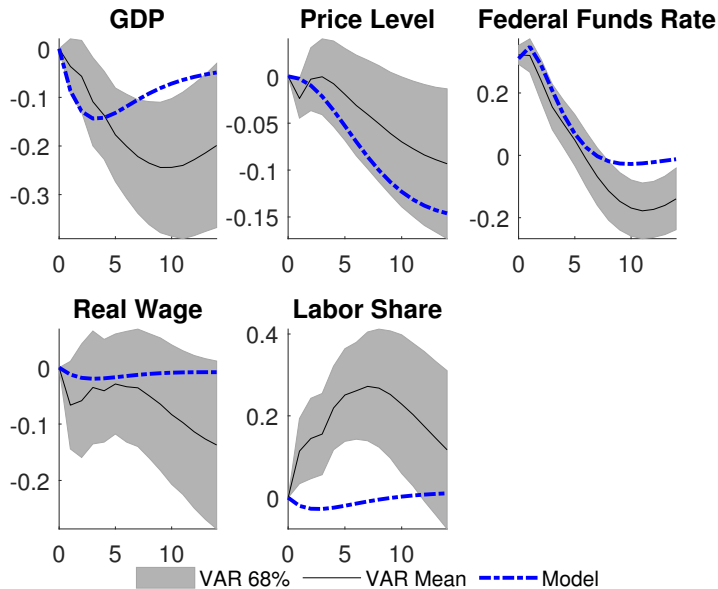 GDP
Price Level
Federal Funds Rate
0
-0.1
-0.2
-0.3
0 5 10
0
-0.05
-0.1
-0.15
0 5 10
0.2
0
-0.2
0 5 10
Real Wage
Labor Share
0
-0.1
-0.2
0 5 10
0.4
0.2
0
0 5 10
VAR 68% VAR Mean Model